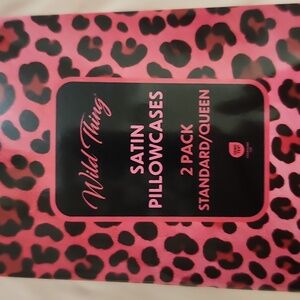 Wild Thing
SATIN
PILLOWCASES
2 PACK
STANDARD/QUEEN